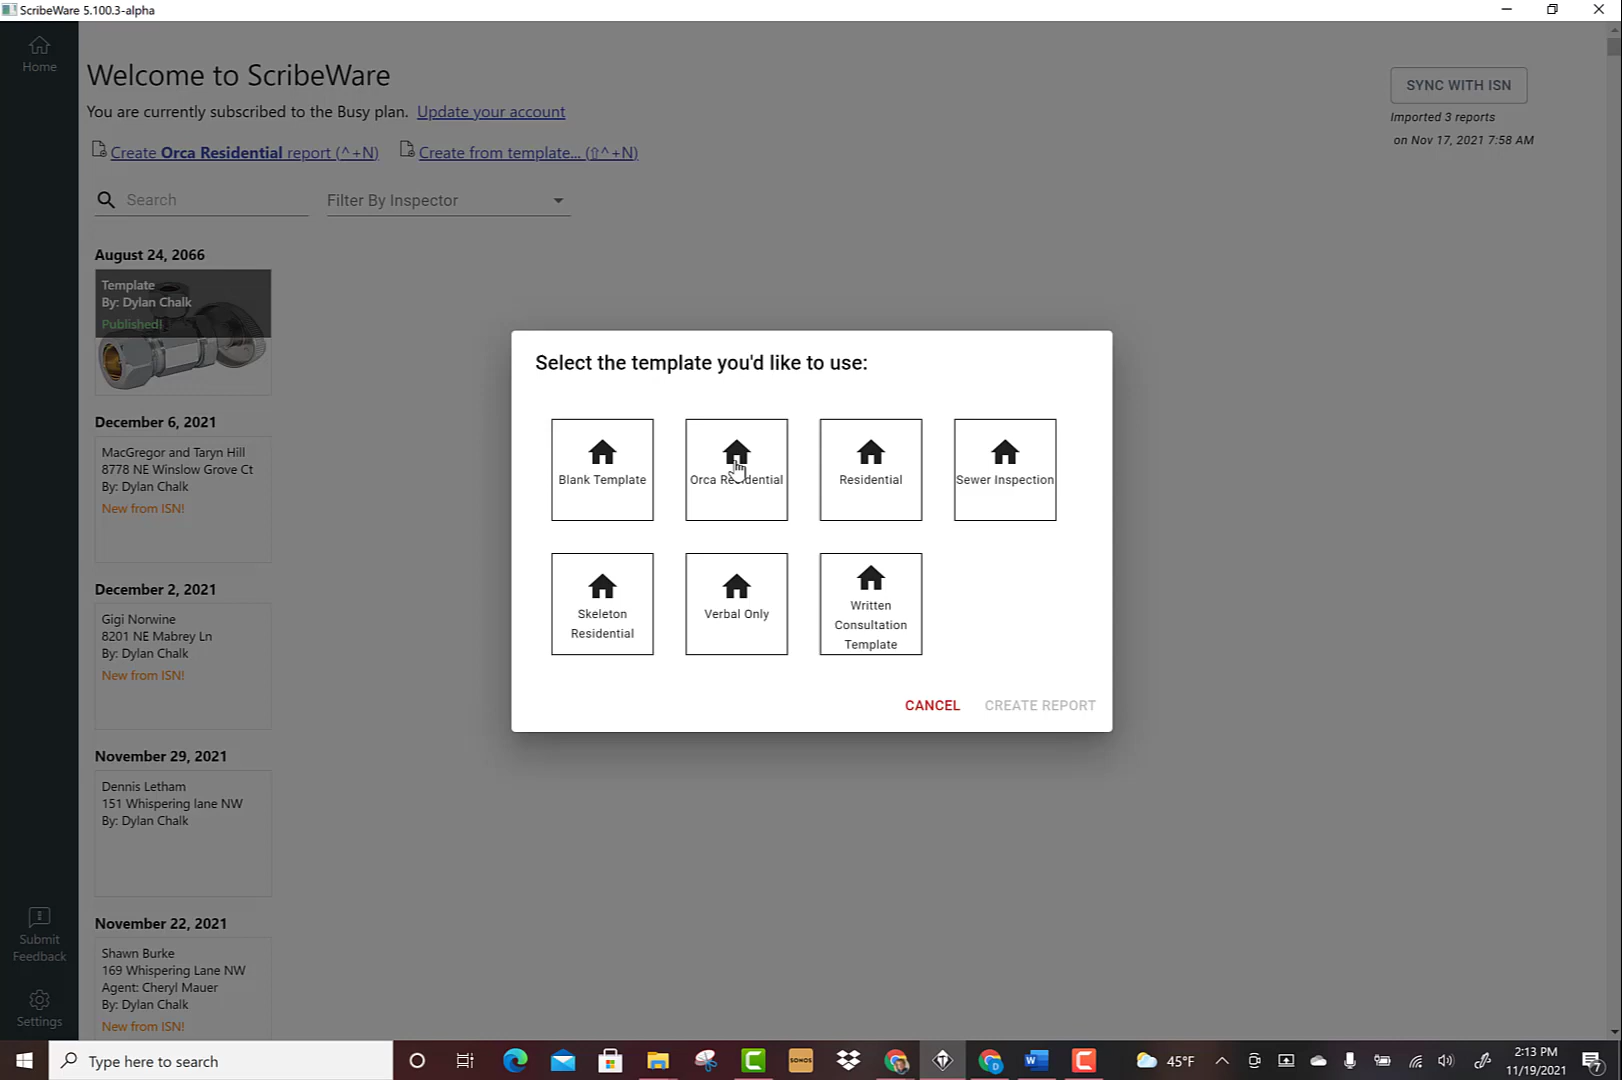 ScribeWare 5.100.3-alpha
Home
Welcome to ScribeWare
SYNC WITH ISN
You are currently subscribed to the Busy plan. Update your account
Imported 3 reports
on Nov 17, 2021 7:58 AM
Create Orca Residential report (^+N)
Create from template... (⇧^+N)
Search
Filter By Inspector
August 24, 2066
Template
By: Dylan Chalk
Published!
December 6, 2021
MacGregor and Taryn Hill
8778 NE Winslow Grove Ct
By: Dylan Chalk
New from ISN!
December 2, 2021
Gigi Norwine
8201 NE Mabrey Ln
By: Dylan Chalk
New from ISN!
November 29, 2021
Dennis Letham
151 Whispering lane NW
By: Dylan Chalk
November 22, 2021
Shawn Burke
169 Whispering Lane NW
Agent: Cheryl Mauer
By: Dylan Chalk
New from ISN!
Select the template you'd like to use:
Blank Template
Orca Residential
Residential
Sewer Inspection
Skeleton
Residential
Verbal Only
Written
Consultation
Template
CANCEL
CREATE REPORT
Submit
Feedback
Settings
Type here to search
SONOS
45°F
2:13 PM
11/19/2021
7